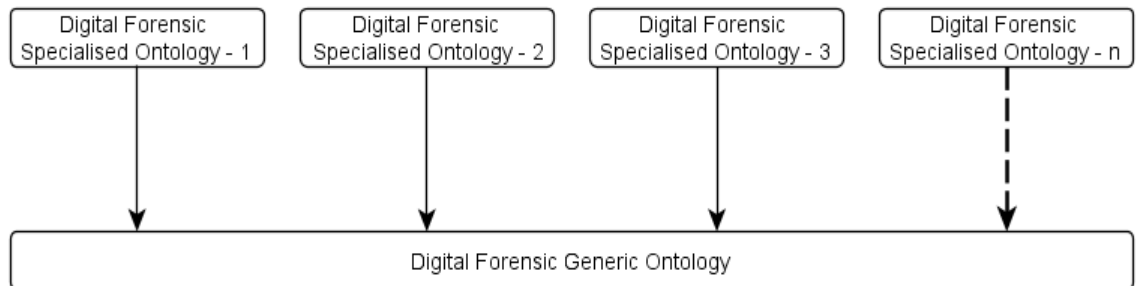 Digital Forensic
Specialised Ontology - 1
Digital Forensic
Specialised Ontology - 2
Digital Forensic
Specialised Ontology - 3
Digital Forensic
Specialised Ontology - n
Digital Forensic Generic Ontology